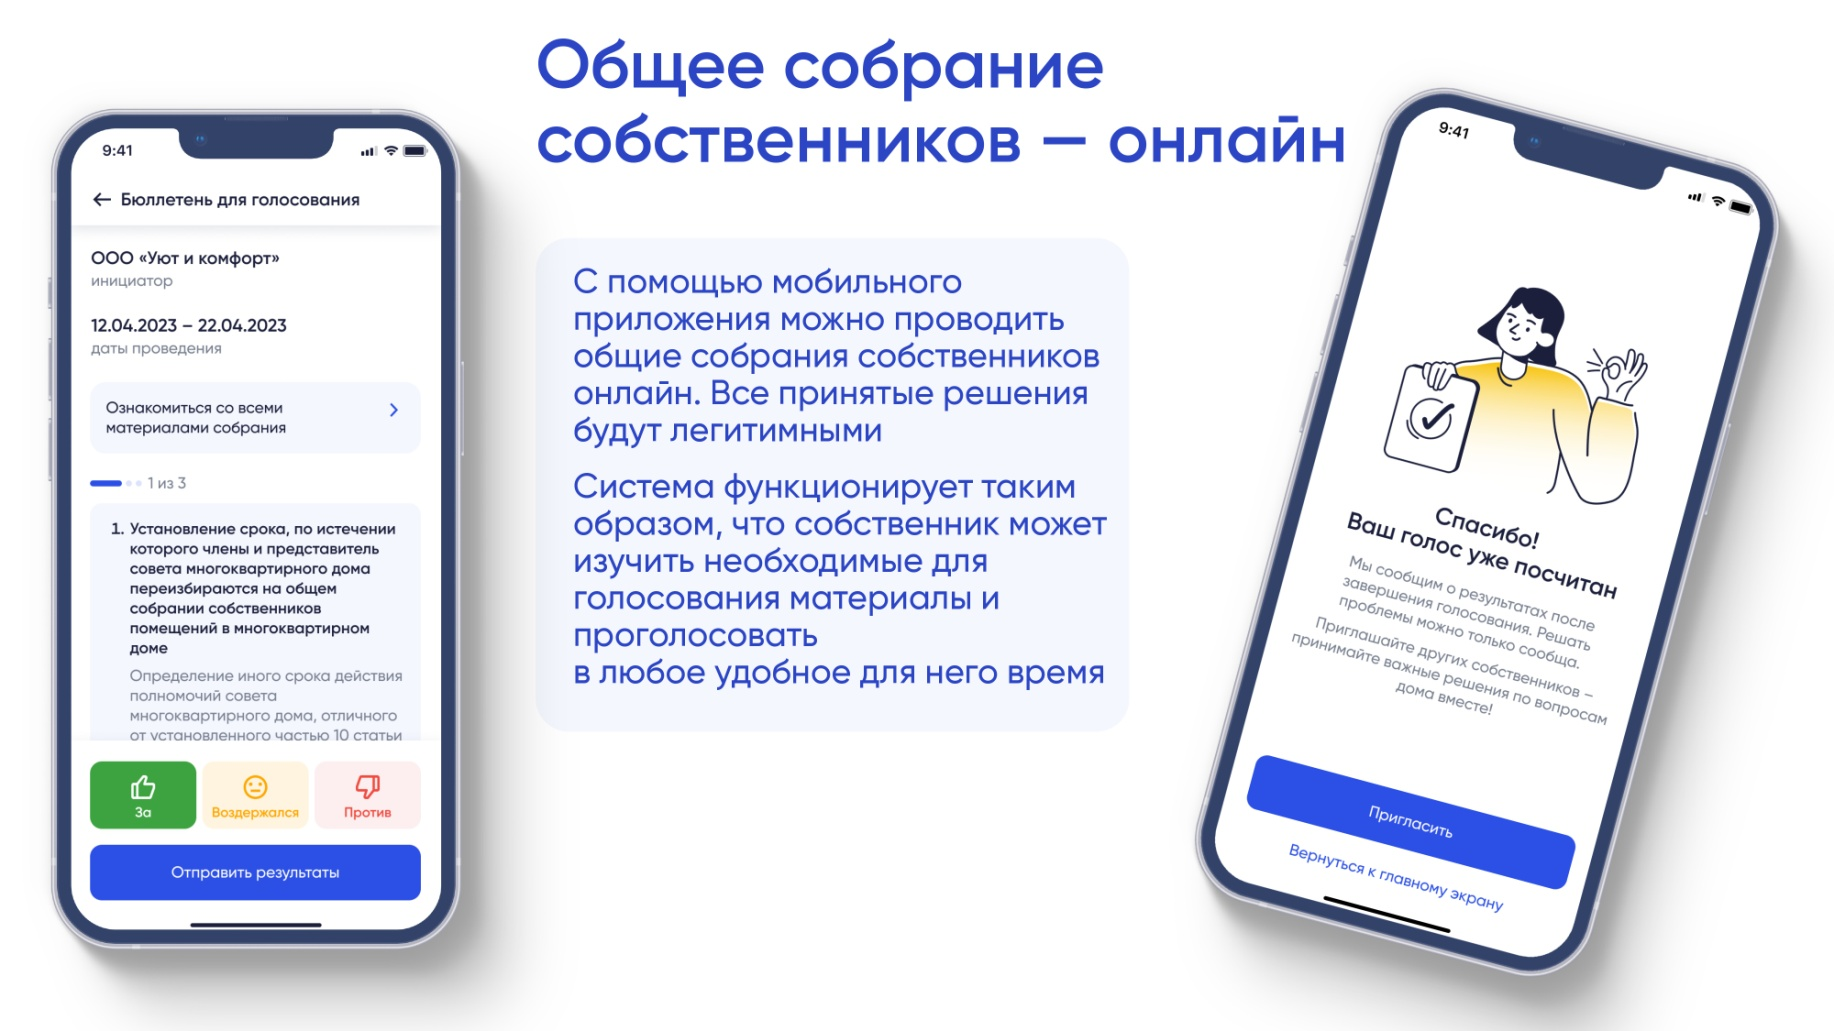 Общее собрание
собственников — онлайн
9:41
Бюллетень для голосования
ООО «Уют и комфорт»
инициатор
12.04.2023 – 22.04.2023
даты проведения
Ознакомиться со всеми
материалами собрания
1 из 3
1. Установление срока, по истечении
которого члены и представитель
совета многоквартирного дома
переизбираются на общем
собрании собственников
помещений в многоквартирном
доме
Определение иного срока действия
полномочий совета
многоквартирного дома, отличного
от установленного частью 10 статьи
За
Воздержался
Против
Отправить результаты
С помощью мобильного
приложения можно проводить
общие собрания собственников
онлайн. Все принятые решения
будут легитимными
Система функционирует таким
образом, что собственник может
изучить необходимые для
голосования материалы и
проголосовать
в любое удобное для него время
9:41
Спасибо!
Ваш голос уже посчитан
Мы сообщим о результатах после
завершения голосования. Решать
проблемы можно только сообща.
Приглашайте других собственников –
принимайте важные решения по вопросам
дома вместе!
Пригласить
Вернуться к главному экрану